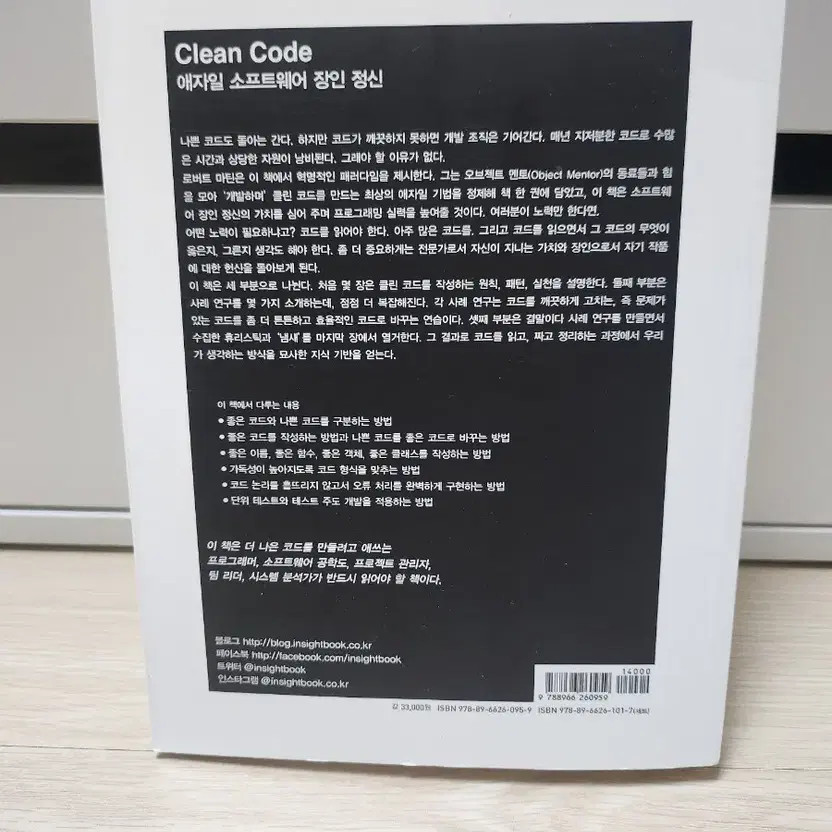 Clean Code
애자일 소프트웨어 장인 정신
나쁜 코드도 돌아는 간다. 하지만 코드가 깨끗하지 못하면 개발 조직은 기어간다. 매년 지저분한 코드로 수많
은 시간과 상당한 자원이 낭비된다. 그래야 할 이유가 없다.
로버트 마틴은 이 책에서 혁명적인 패러다임을 제시한다. 그는 오브젝트 멘토(Object Mentor)의 동료들과 힘
을 모아 '개발하며' 클린 코드를 만드는 최상의 애자일 기법을 정제해 책 한 권에 담았고, 이 책은 소프트웨
어 장인 정신의 가치를 심어 주며 프로그래밍 실력을 높여줄 것이다. 여러분이 노력만 한다면.
어떤 노력이 필요하냐고? 코드를 읽어야 한다. 아주 많은 코드를. 그리고 코드를 읽으면서 그 코드의 무엇이
옳은지, 그른지 생각도 해야 한다. 좀 더 중요하게는 전문가로서 자신이 지니는 가치와 장인으로서 자기 작품
에 대한 헌신을 돌아보게 된다.
이 책은 세 부분으로 나뉜다. 처음 몇 장은 클린 코드를 작성하는 원칙, 패턴, 실천을 설명한다. 둘째 부분은
사례 연구를 몇 가지 소개하는데, 점점 더 복잡해진다. 각 사례 연구는 코드를 깨끗하게 고치는, 즉 문제가
있는 코드를 좀 더 튼튼하고 효율적인 코드로 바꾸는 연습이다. 셋째 부분은 결말이다 사례 연구를 만들면서
수집한 휴리스틱과 '냄새'를 마지막 장에서 열거한다. 그 결과로 코드를 읽고, 짜고 정리하는 과정에서 우리
가 생각하는 방식을 묘사한 지식 기반을 얻는다.
이 책에서 다루는 내용
• 좋은 코드와 나쁜 코드를 구분하는 방법
• 좋은 코드를 작성하는 방법과 나쁜 코드를 좋은 코드로 바꾸는 방법
• 좋은 이름, 좋은 함수, 좋은 객체, 좋은 클래스를 작성하는 방법
• 가독성이 높아지도록 코드 형식을 맞추는 방법
• 코드 논리를 흩뜨리지 않고서 오류 처리를 완벽하게 구현하는 방법
• 단위 테스트와 테스트 주도 개발을 적용하는 방법
이 책은 더 나은 코드를 만들려고 애쓰는
프로그래머, 소프트웨어 공학도, 프로젝트 관리자,
팀 리더, 시스템 분석가가 반드시 읽어야 할 책이다.
블로그 http://blog.insightbook.co.kr
페이스북 http://facebook.com/insightbook
트위터 @insightbook
인스타그램 @insightbook.co.kr
14000
9 788966 260959
값 33,000원 ISBN 978-89-6626-095-9 ISBN 978-89-6626-101-7(세트)